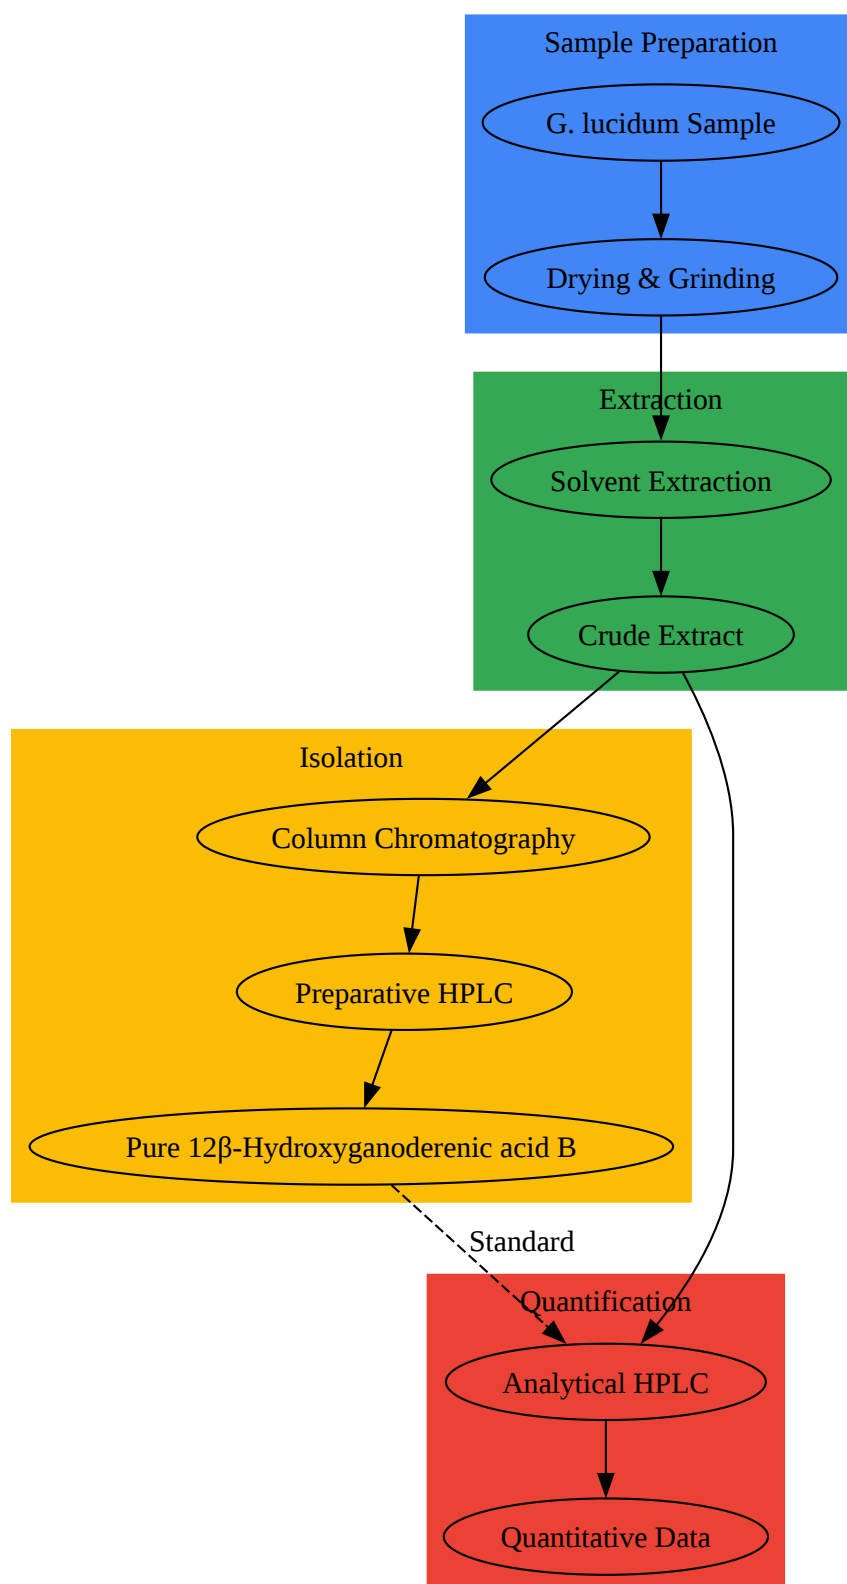 Sample Preparation
G. lucidum Sample
Drying & Grinding
Extraction
Solvent Extraction
Crude Extract
Isolation
Column Chromatography
Preparative HPLC
Pure 12β-Hydroxyganoderenic acid B
Standard
Quantification
Analytical HPLC
Quantitative Data